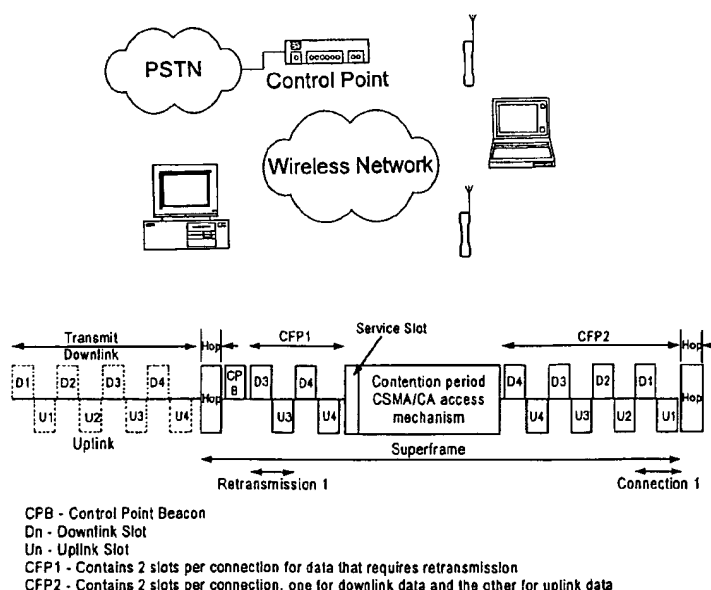 PSTN
Control Point
Wireless Network
Service Slot
Transmit
Hop
CFP1
CFP2
Hop
Downlink
D1 D2 D3 D4
Hop
CP
B
D3 D4
Contention period
CSMA/CA access
mechanism
D4 D3 D2 D1
Hop
U1 U2 U3 U4
U3 U4
U4 U3 U2 U1
Uplink
Superframe
Retransmission 1
Connection 1
CPB - Control Point Beacon
Dn - Downlink Slot
Un - Uplink Slot
CFP1 - Contains 2 slots per connection for data that requires retransmission
CFP2 - Contains 2 slots per connection, one for downlink data and the other for uplink data